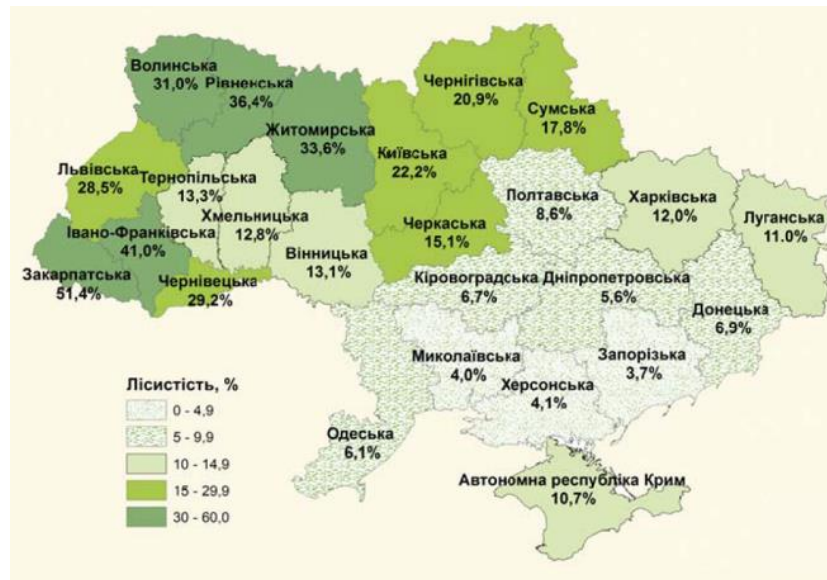 Волинська
31,0%
Рівненська
36,4%
Житомирська
33,6%
Чернігівська
20,9%
Сумська
17,8%
Київська
22,2%
Львівська
28,5%
Тернопільська
13,3%
Хмельницька
12,8%
Полтавська
8,6%
Харківська
12,0%
Луганська
11.0%
Черкаська
15,1%
Івано-Франківська
41,0%
Вінницька
13,1%
Закарпатська
51,4%
Чернівецька
29,2%
Кіровоградська
6,7%
Дніпропетровська
5,6%
Донецька
6,9%
Миколаївська
4,0%
Херсонська
4,1%
Запорізька
3,7%
Одеська
6,1%
Автономна республіка Крим
10,7%
Лісистість, %
0 - 4,9
5 - 9,9
10 - 14,9
15 - 29,9
30 - 60,0